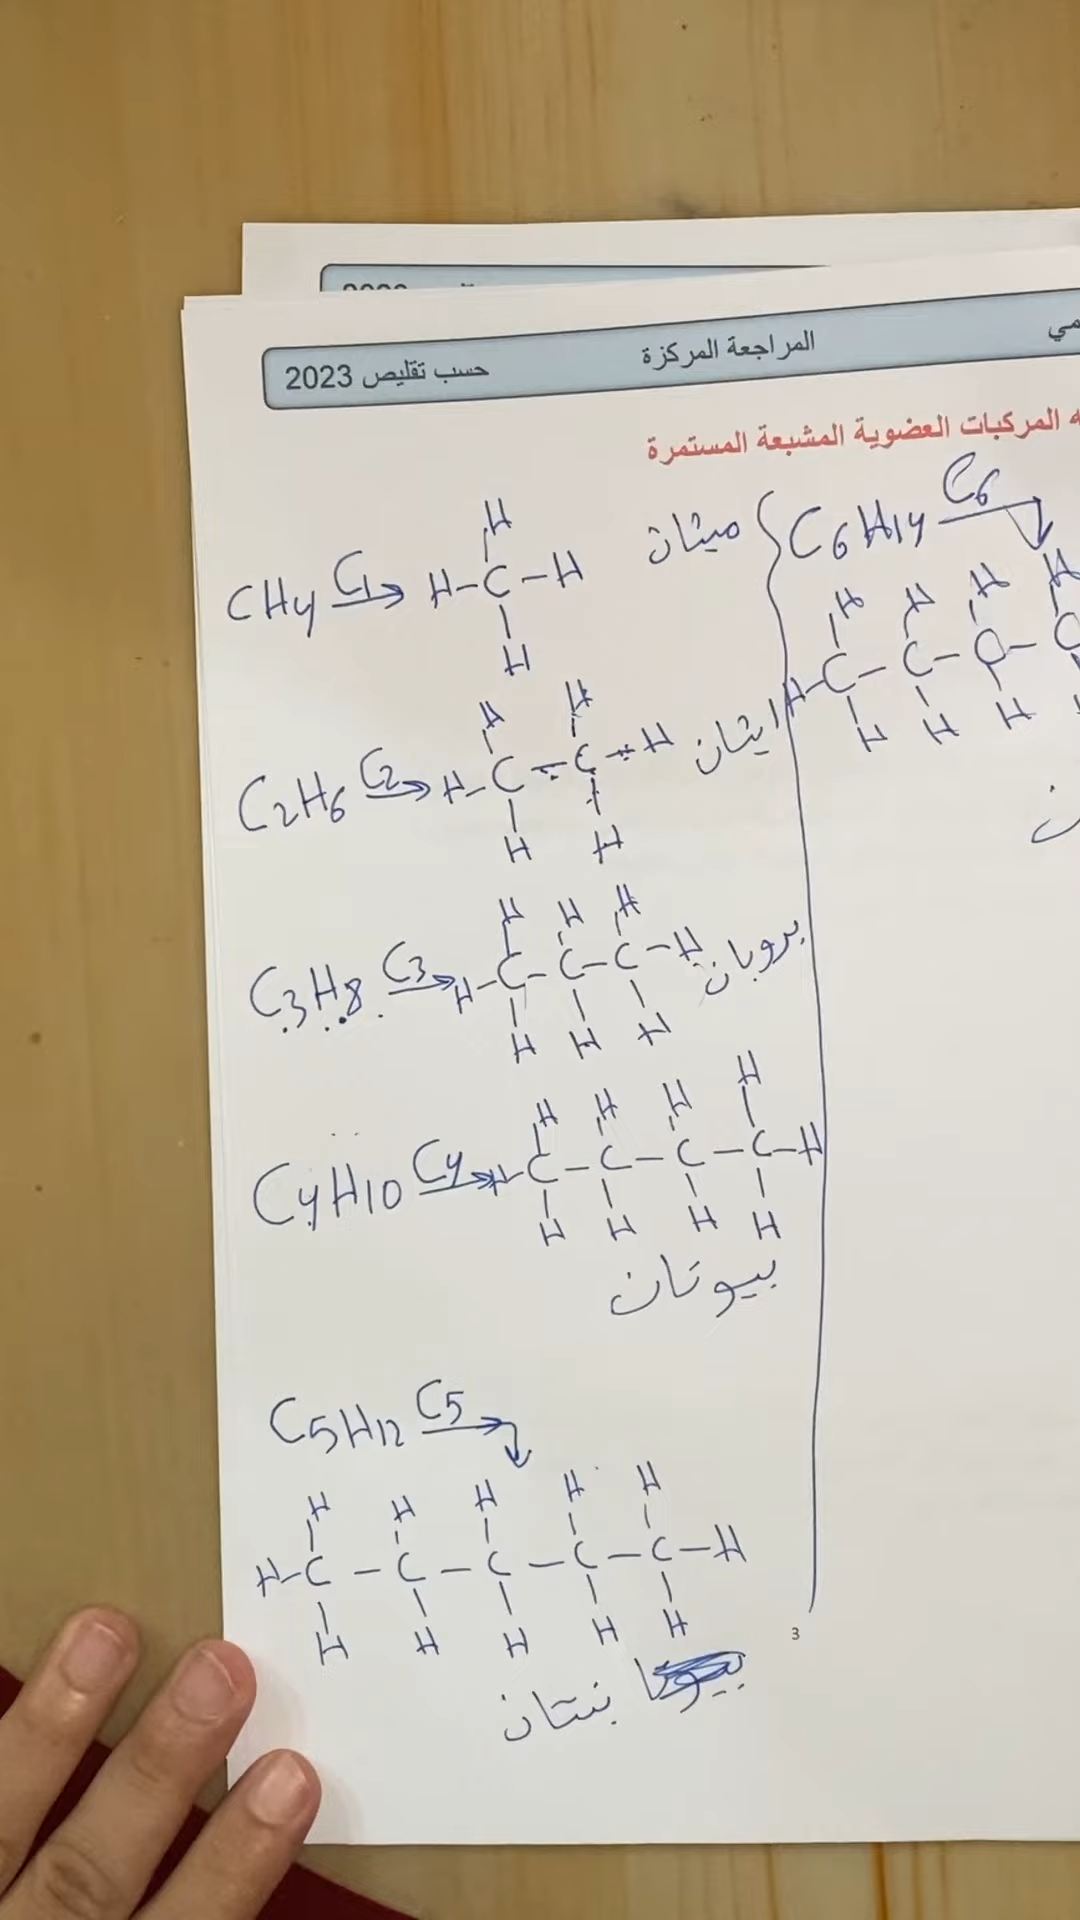 حسب تقليص 2023
المراجعة المركزة
المركبات العضوية المشبعة المستمرة
CH4 C1→
H
H-C-H
H
ميثان
C2H6 C2→
H H
H-C-C-H
H H
ايثان
C3H8 C3→
H H H
H-C-C-C-H
H H H
بروبان
C4H10 C4→
H H H H
H-C-C-C-C-H
H H H H
بيوتان
C5H12 C5→
H H H H H
H-C-C-C-C-C-H
H H H H H
بنتان
C6H14 C6→
H H H H
H-C-C-C-C
H H H
3